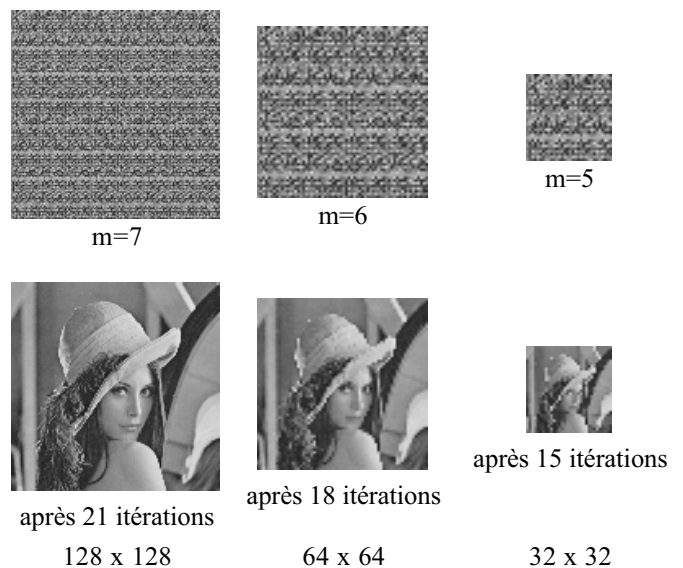 m=7
m=6
m=5
après 21 itérations
après 18 itérations
après 15 itérations
128 x 128
64 x 64
32 x 32